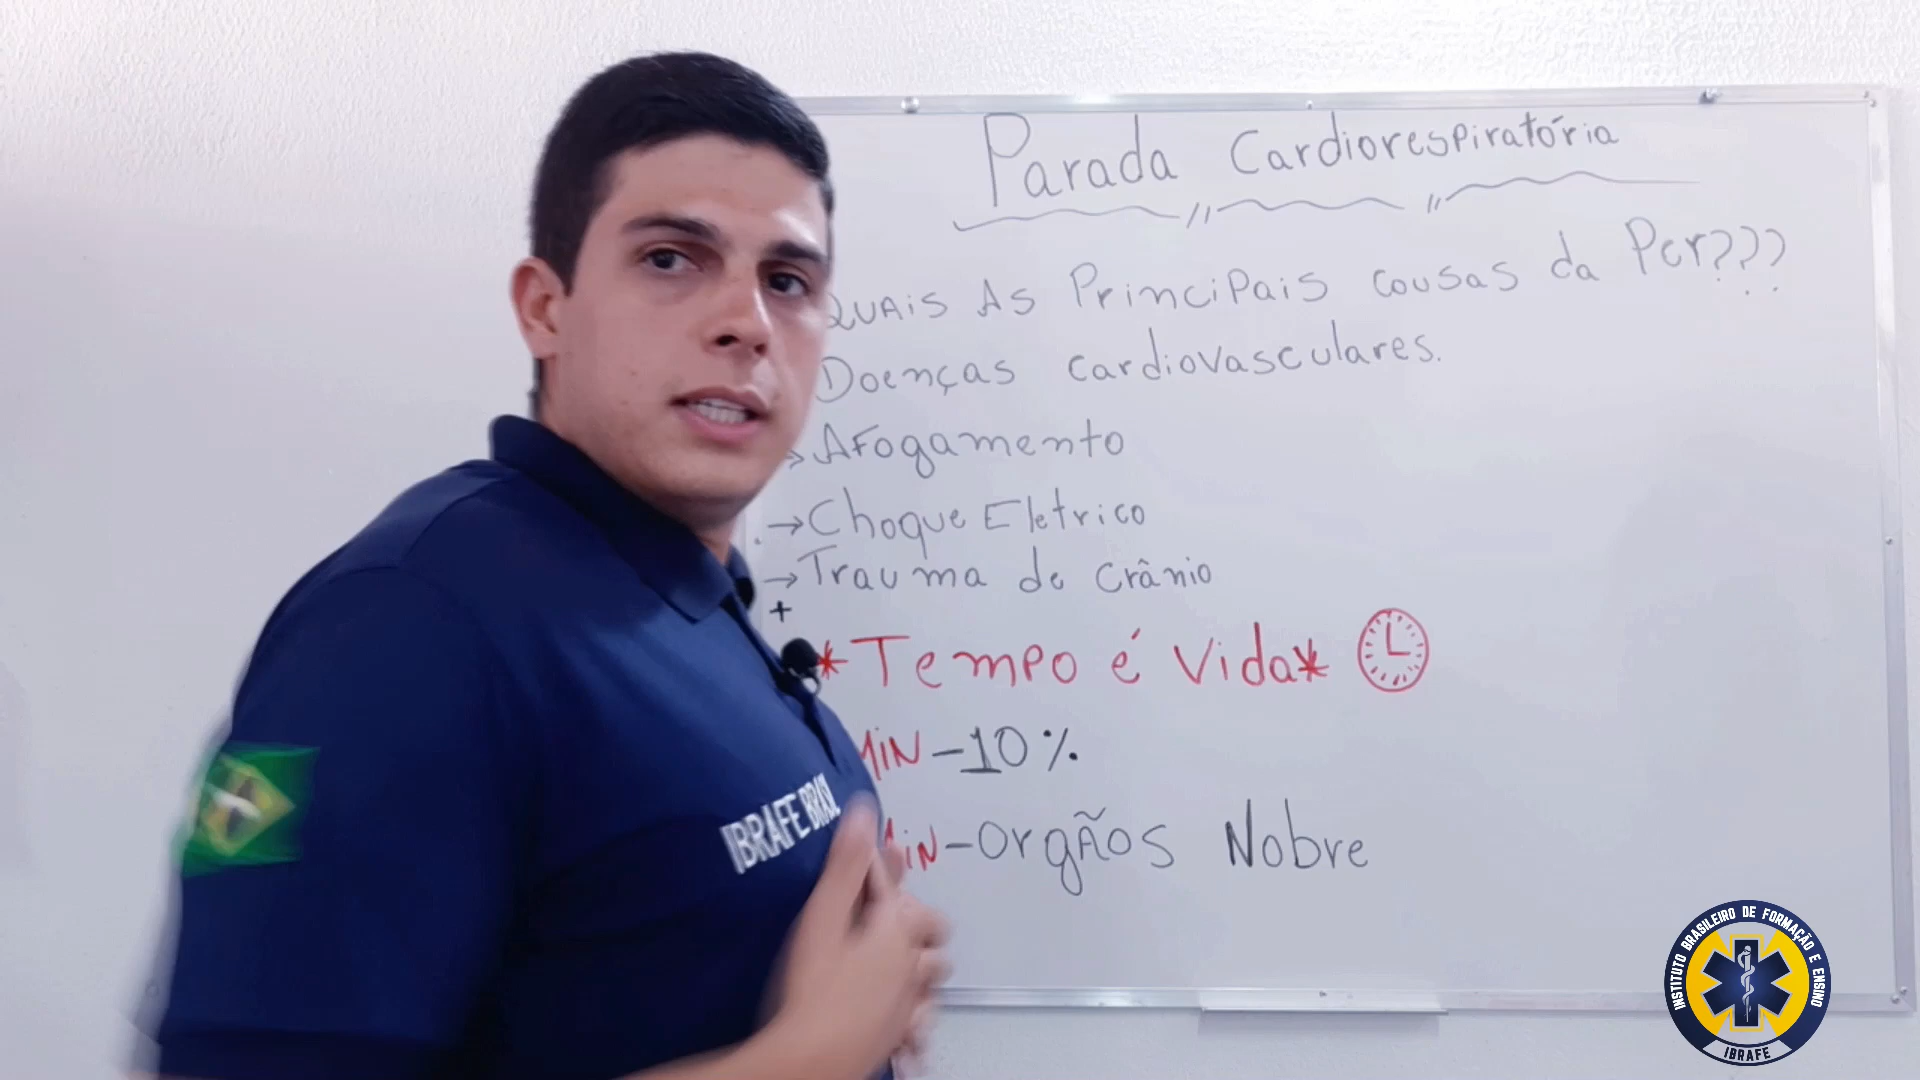 Parada Cardiorespiratória
QUAIS AS PrinciPais causas da Pcr???
Doenças cardiovasculares.
→ AFogamento
→ Choque Eletrico
→ Trauma de crânio
+
*Tempo é Vida*
MIN -10%
MiN-OrgÃOS Nobre
IBRAFE BRASIL
INSTITUTO BRASILEIRO DE FORMAÇÃO E ENSINO
IBRAFE